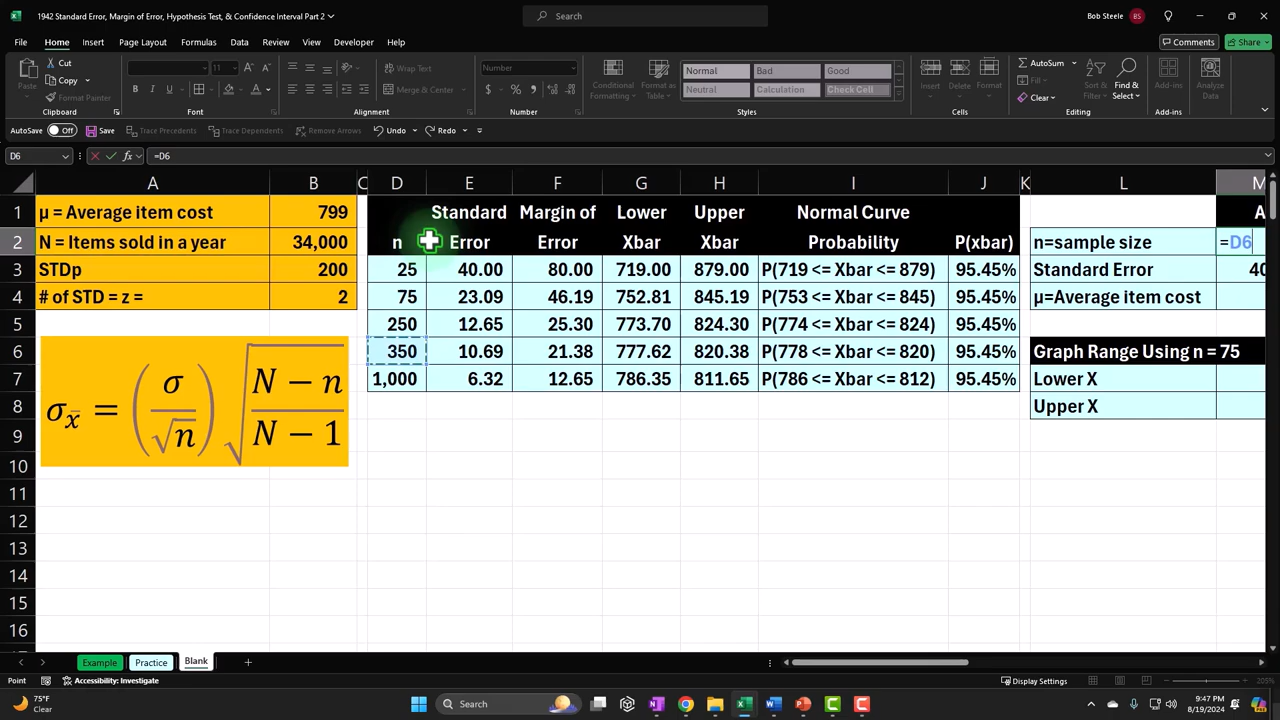 1942 Standard Error, Margin of Error, Hypothesis Test, & Confidence Interval Part 2
Search
Bob Steele BS
File Home Insert Page Layout Formulas Data Review View Developer Help Comments Share
Paste Cut Copy Format Painter Clipboard
11 B I U Font
Wrap Text Merge & Center Alignment
Number $ % Number
Conditional Formatting Format as Table Normal Bad Good Neutral Calculation Check Cell Styles
Insert Delete Format Cells
AutoSum Fill Clear Sort & Filter Find & Select Editing
Add-ins Add-ins
Analyze Data
AutoSave Off Save Trace Precedents Trace Dependents Remove Arrows Undo Redo
D6 fx =D6
A B C D E F G H I J K L M
1 µ = Average item cost 799 Standard Margin of Lower Upper Normal Curve A
2 N = Items sold in a year 34,000 n Error Error Xbar Xbar Probability P(xbar) n=sample size =D6
3 STDp 200 25 40.00 80.00 719.00 879.00 P(719 <= Xbar <= 879) 95.45% Standard Error 40
4 # of STD = z = 2 75 23.09 46.19 752.81 845.19 P(753 <= Xbar <= 845) 95.45% µ=Average item cost
5 250 12.65 25.30 773.70 824.30 P(774 <= Xbar <= 824) 95.45%
6 350 10.69 21.38 777.62 820.38 P(778 <= Xbar <= 820) 95.45% Graph Range Using n = 75
7 1,000 6.32 12.65 786.35 811.65 P(786 <= Xbar <= 812) 95.45% Lower X
8 Upper X
9
10
11
12
13
14
15
16
σx̄ = (σ/√n) √(N − n)/(N − 1)
Example Practice Blank
Point Accessibility: Investigate Display Settings 205%
75°F
Clear
Search
9:47 PM
8/19/2024